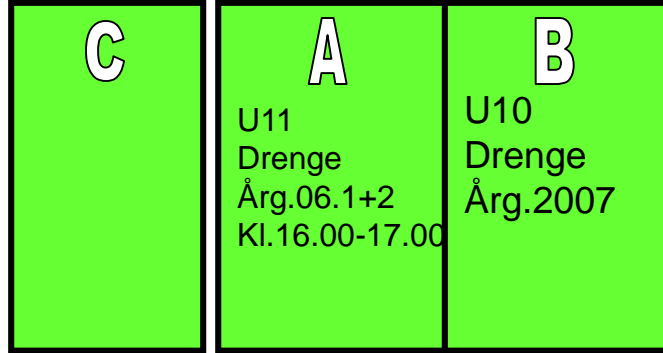 C
A
U11
Drenge
Årg.06.1+2
Kl.16.00-17.00
B
U10
Drenge
Årg.2007